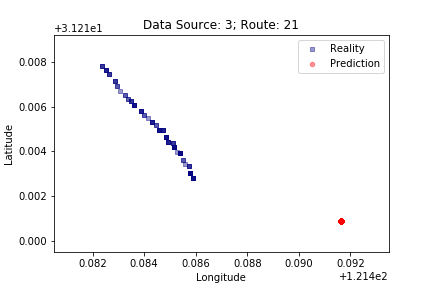 Data Source: 3; Route: 21
+3.121e1
Reality
Prediction
0.008
0.006
0.004
0.002
0.000
Latitude
0.082 0.084 0.086 0.088 0.090 0.092
Longitude
+1.214e2